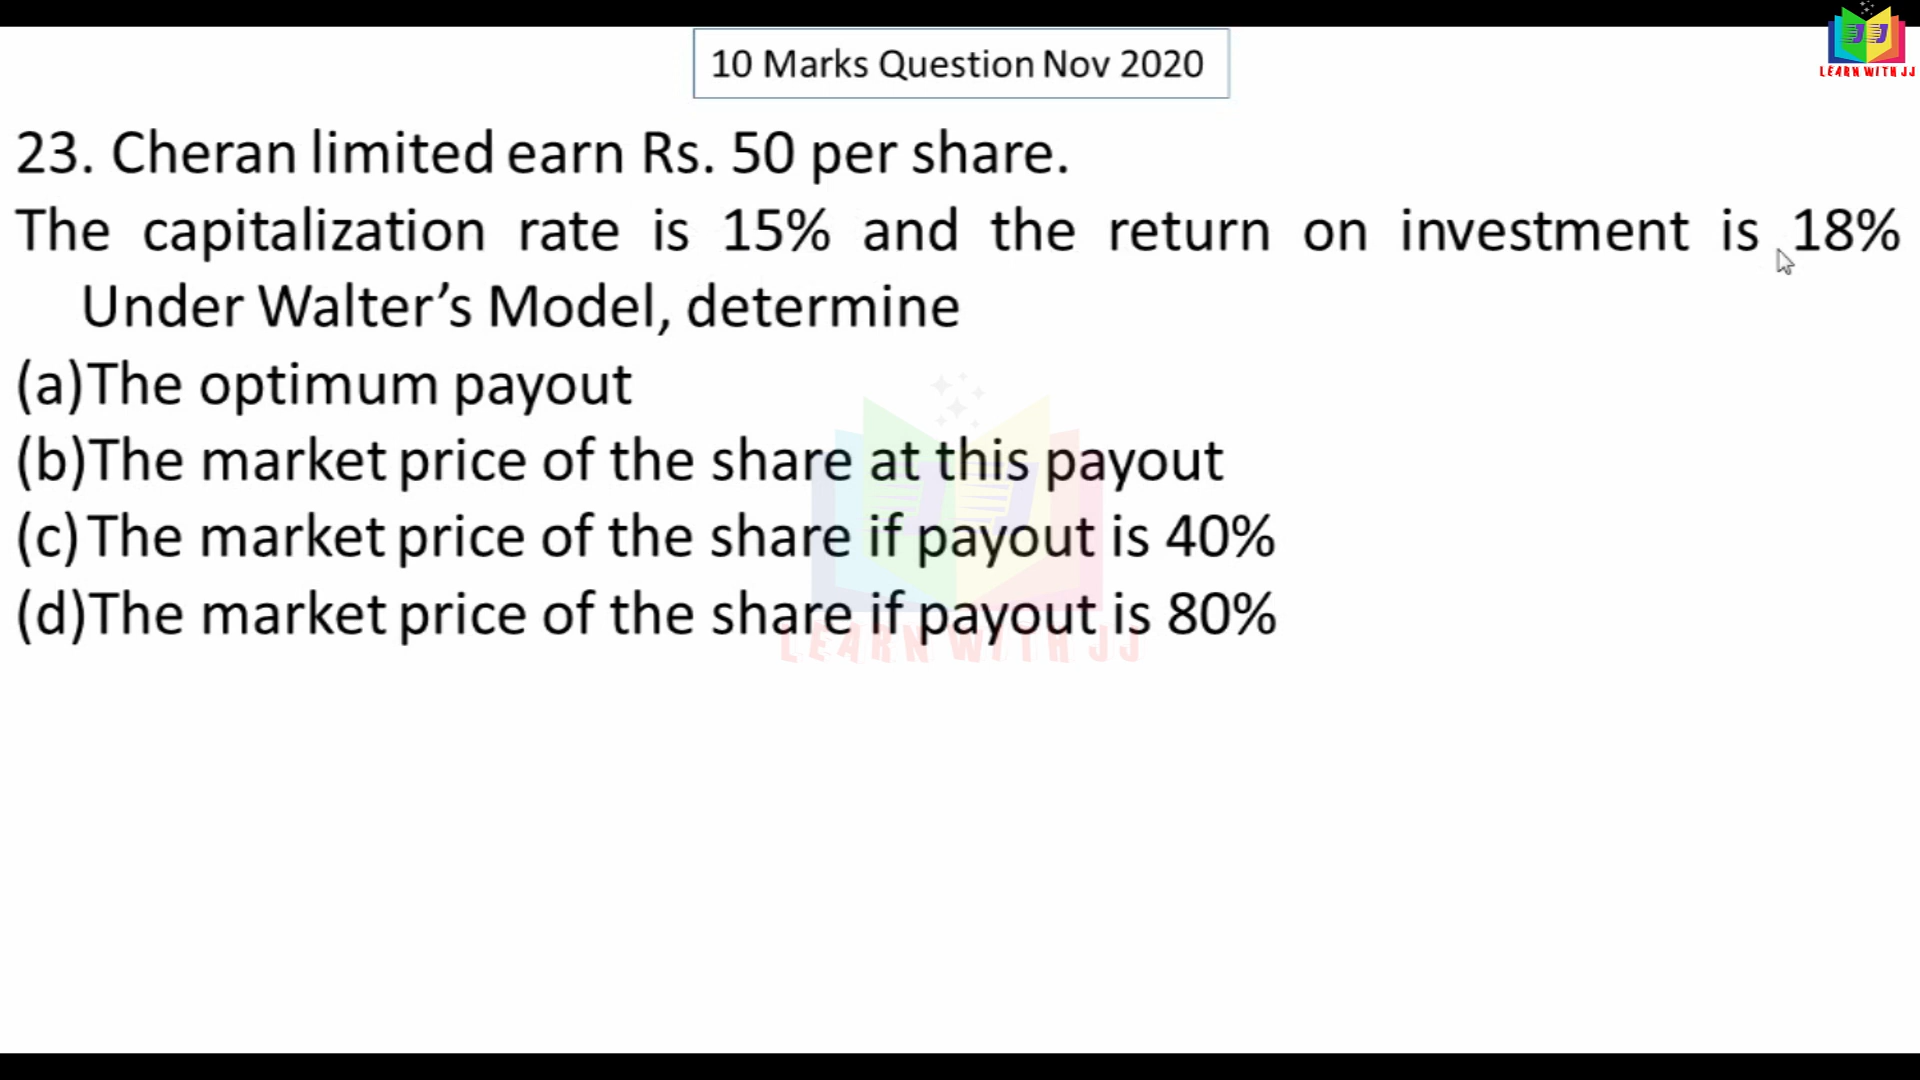 LEARN WITH JJ
10 Marks Question Nov 2020
23. Cheran limited earn Rs. 50 per share.
The capitalization rate is 15% and the return on investment is 18%
Under Walter’s Model, determine
(a)The optimum payout
(b)The market price of the share at this payout
(c)The market price of the share if payout is 40%
(d)The market price of the share if payout is 80%
LEARN WITH JJ